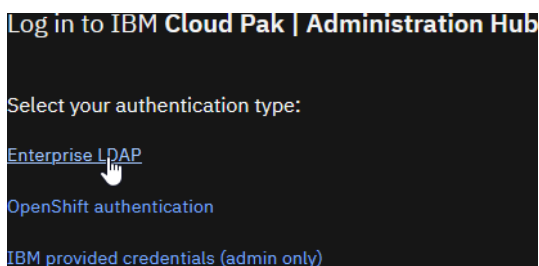 Log in to IBM Cloud Pak | Administration Hub
Select your authentication type:
Enterprise LDAP
OpenShift authentication
IBM provided credentials (admin only)